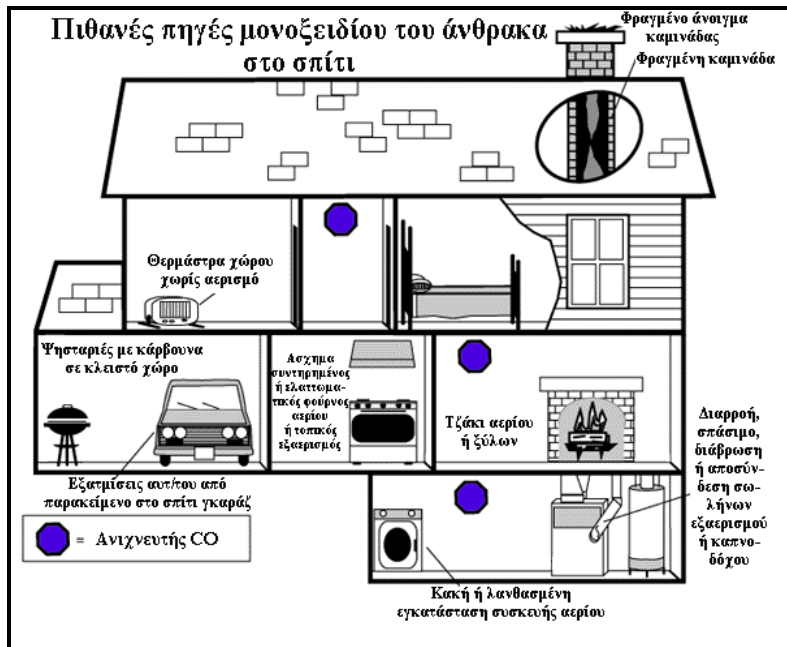 Πιθανές πηγές μονοξειδίου του άνθρακα
στο σπίτι
Φραγμένο άνοιγμα
καμινάδας
Φραγμένη καμινάδα
Θερμάστρα χώρου
χωρίς αερισμό
Ψησταριές με κάρβουνα
σε κλειστό χώρο
Ασχημα
συντηρημένος
ή ελαττωμα-
τικός φούρνος
αερίου
ή τοπικός
εξαερισμός
Τζάκι αερίου
ή ξύλων
Διαρροή,
σπάσιμο,
διάβρωση
ή αποσύν-
δεση σω-
λήνων
εξαερισμού
ή καπνο-
δόχου
Εξατμίσεις αυτ/του από
παρακείμενο στο σπίτι γκαράζ
= Ανιχνευτής CO
Κακή ή λανθασμένη
εγκατάσταση συσκευής αερίου